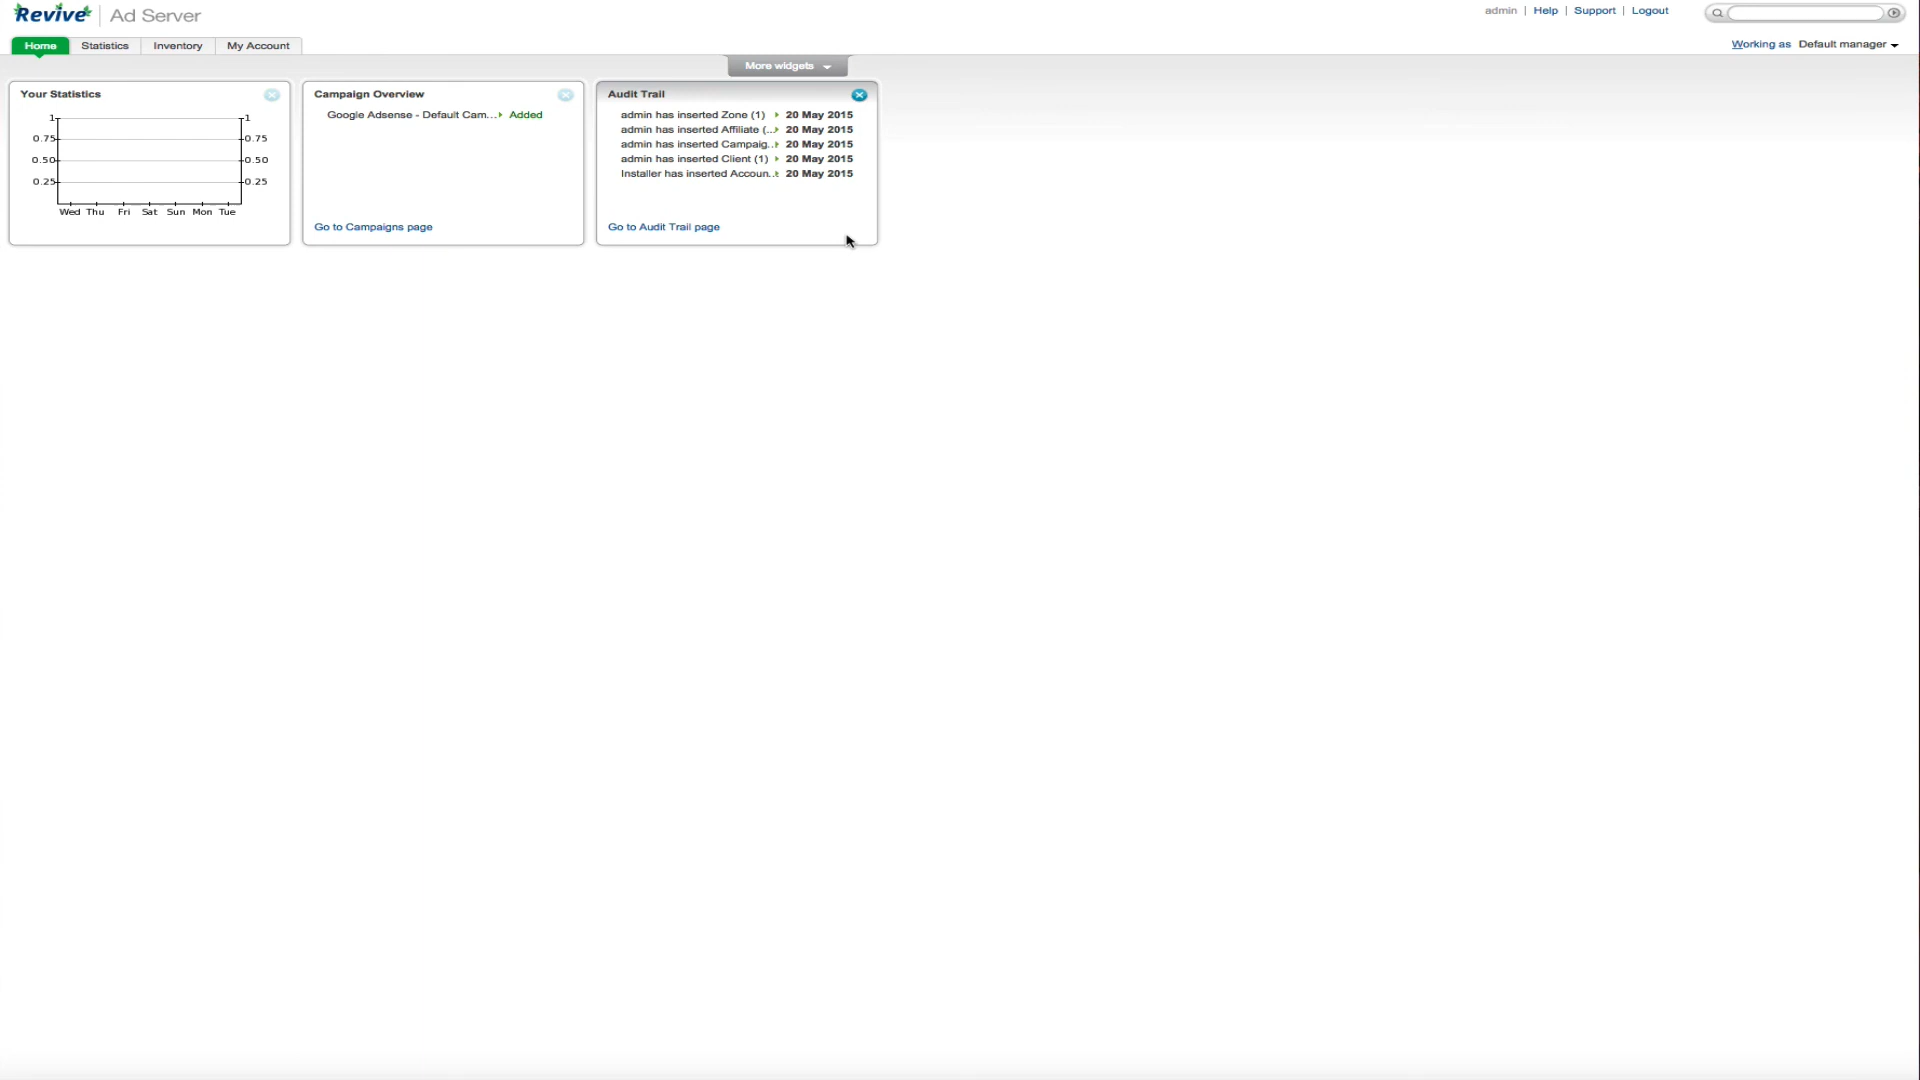 Revive Ad Server
admin | Help | Support | Logout
Home Statistics Inventory My Account
Working as Default manager
More widgets
Your Statistics
1 1
0.75 0.75
0.50 0.50
0.25 0.25
Wed Thu Fri Sat Sun Mon Tue
Campaign Overview
Google Adsense - Default Cam... Added
Go to Campaigns page
Audit Trail
admin has inserted Zone (1) 20 May 2015
admin has inserted Affiliate (... 20 May 2015
admin has inserted Campaig... 20 May 2015
admin has inserted Client (1) 20 May 2015
Installer has inserted Accoun... 20 May 2015
Go to Audit Trail page